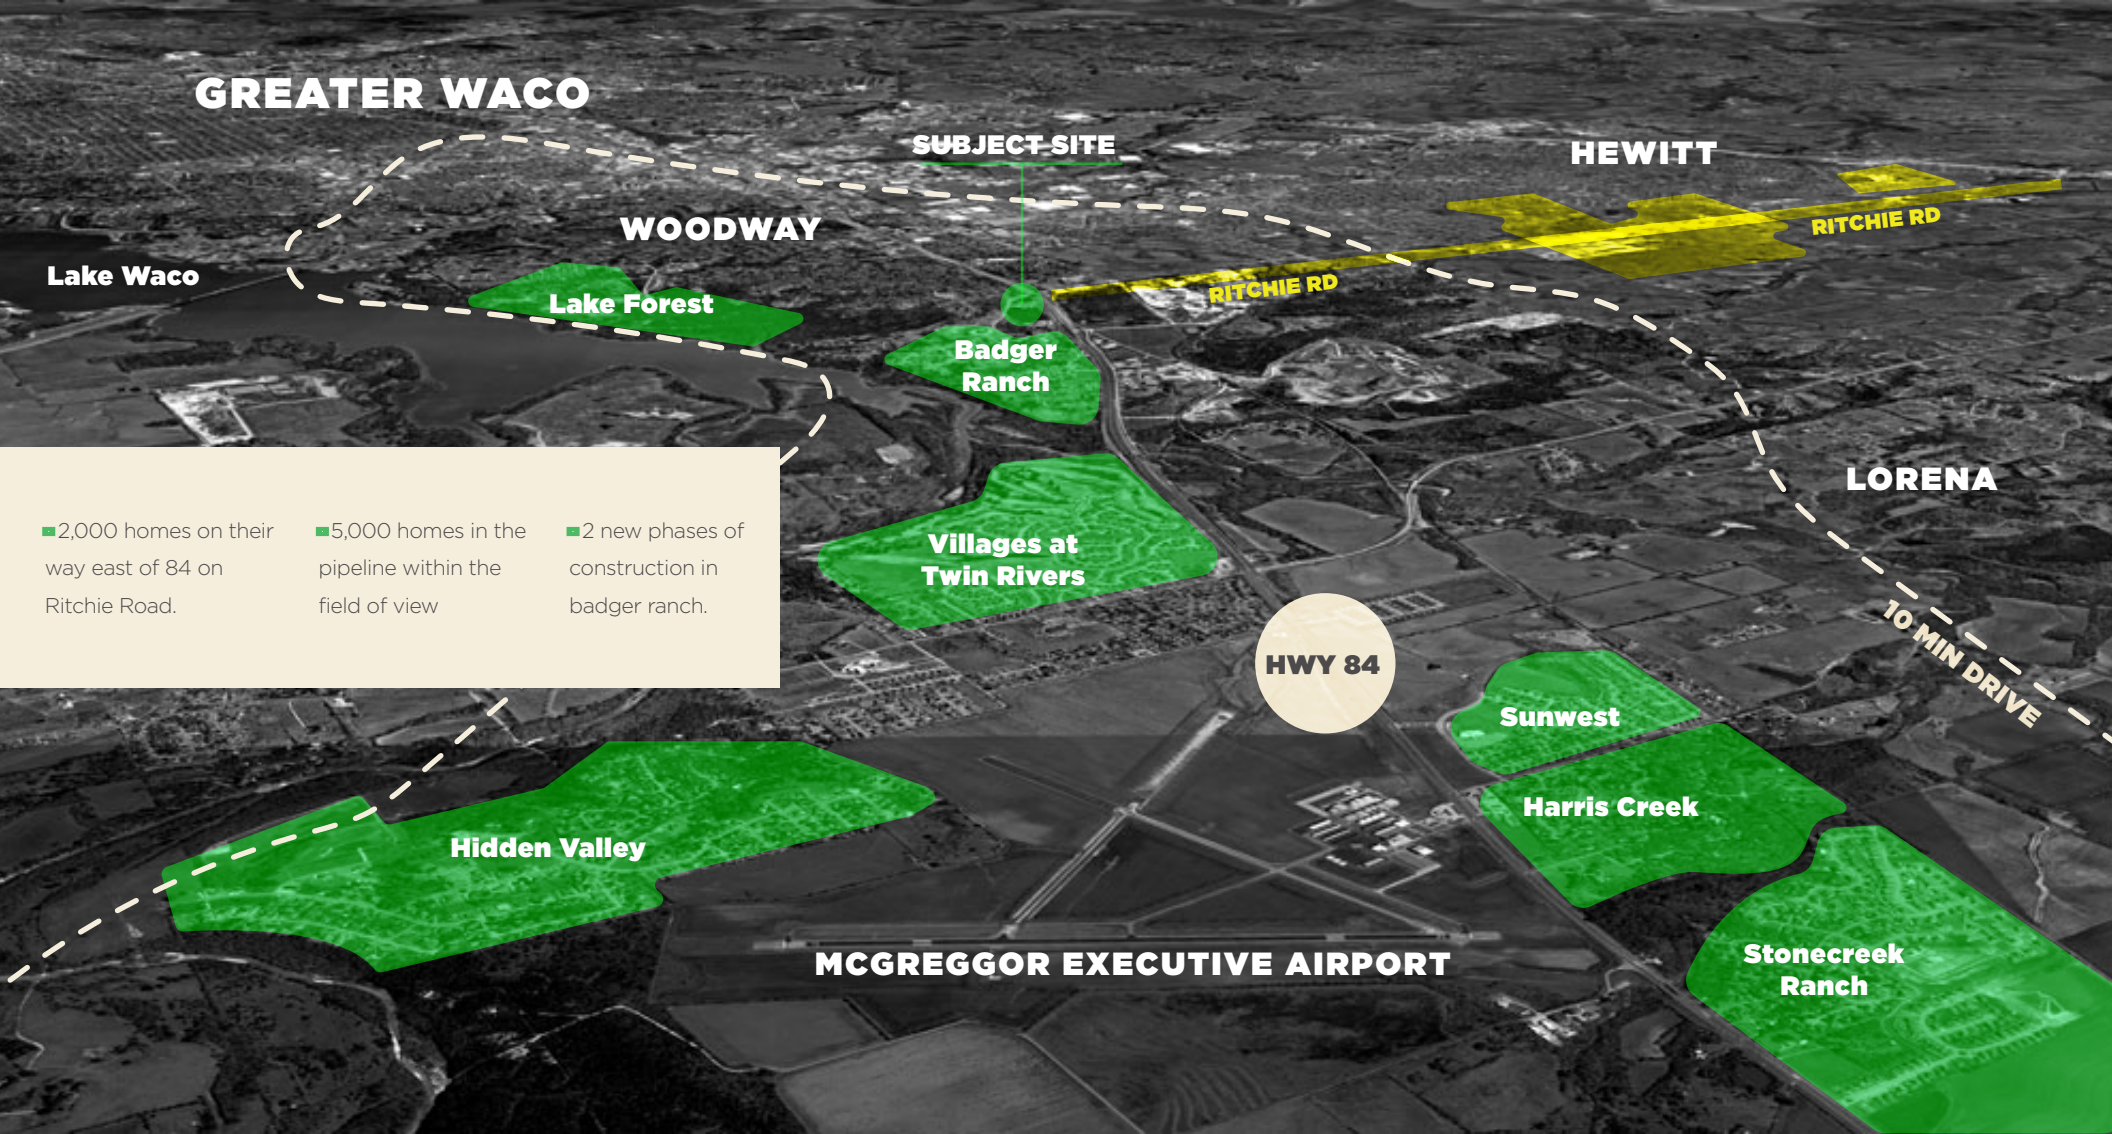 GREATER WACO
SUBJECT SITE
HEWITT
WOODWAY
RITCHIE RD
Lake Waco
Lake Forest
RITCHIE RD
Badger
Ranch
LORENA
2,000 homes on their
way east of 84 on
Ritchie Road.
5,000 homes in the
pipeline within the
field of view
2 new phases of
construction in
badger ranch.
Villages at
Twin Rivers
10 MIN DRIVE
HWY 84
Sunwest
Harris Creek
Hidden Valley
MCGREGGOR EXECUTIVE AIRPORT
Stonecreek
Ranch